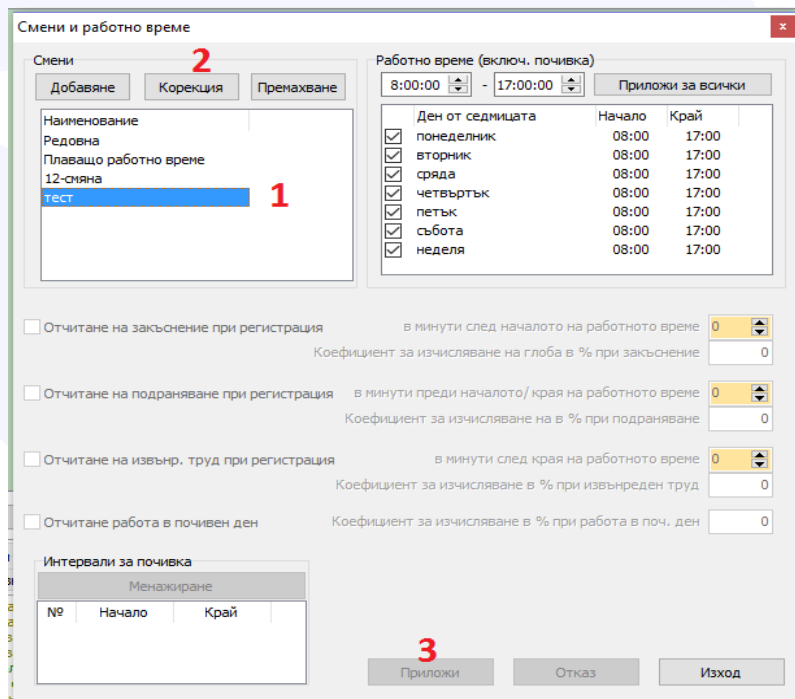 Смени и работно време
x
Смени
2
Добавяне Корекция Премахване
Наименование
Редовна
Плаващо работно време
12-смяна
тест
1
Работно време (включ. почивка)
8:00:00 - 17:00:00 Приложи за всички
Ден от седмицата Начало Край
понеделник 08:00 17:00
вторник 08:00 17:00
сряда 08:00 17:00
четвъртък 08:00 17:00
петък 08:00 17:00
събота 08:00 17:00
неделя 08:00 17:00
Отчитане на закъснение при регистрация в минути след началото на работното време 0
Коефициент за изчисляване на глоба в % при закъснение 0
Отчитане на подраняване при регистрация в минути преди началото/ края на работното време 0
Коефициент за изчисляване на в % при подраняване 0
Отчитане на извънр. труд при регистрация в минути след края на работното време 0
Коефициент за изчисляване в % при извънреден труд 0
Отчитане работа в почивен ден Коефициент за изчисляване в % при работа в поч. ден 0
Интервали за почивка
Менажиране
№ Начало Край
3
Приложи Отказ Изход